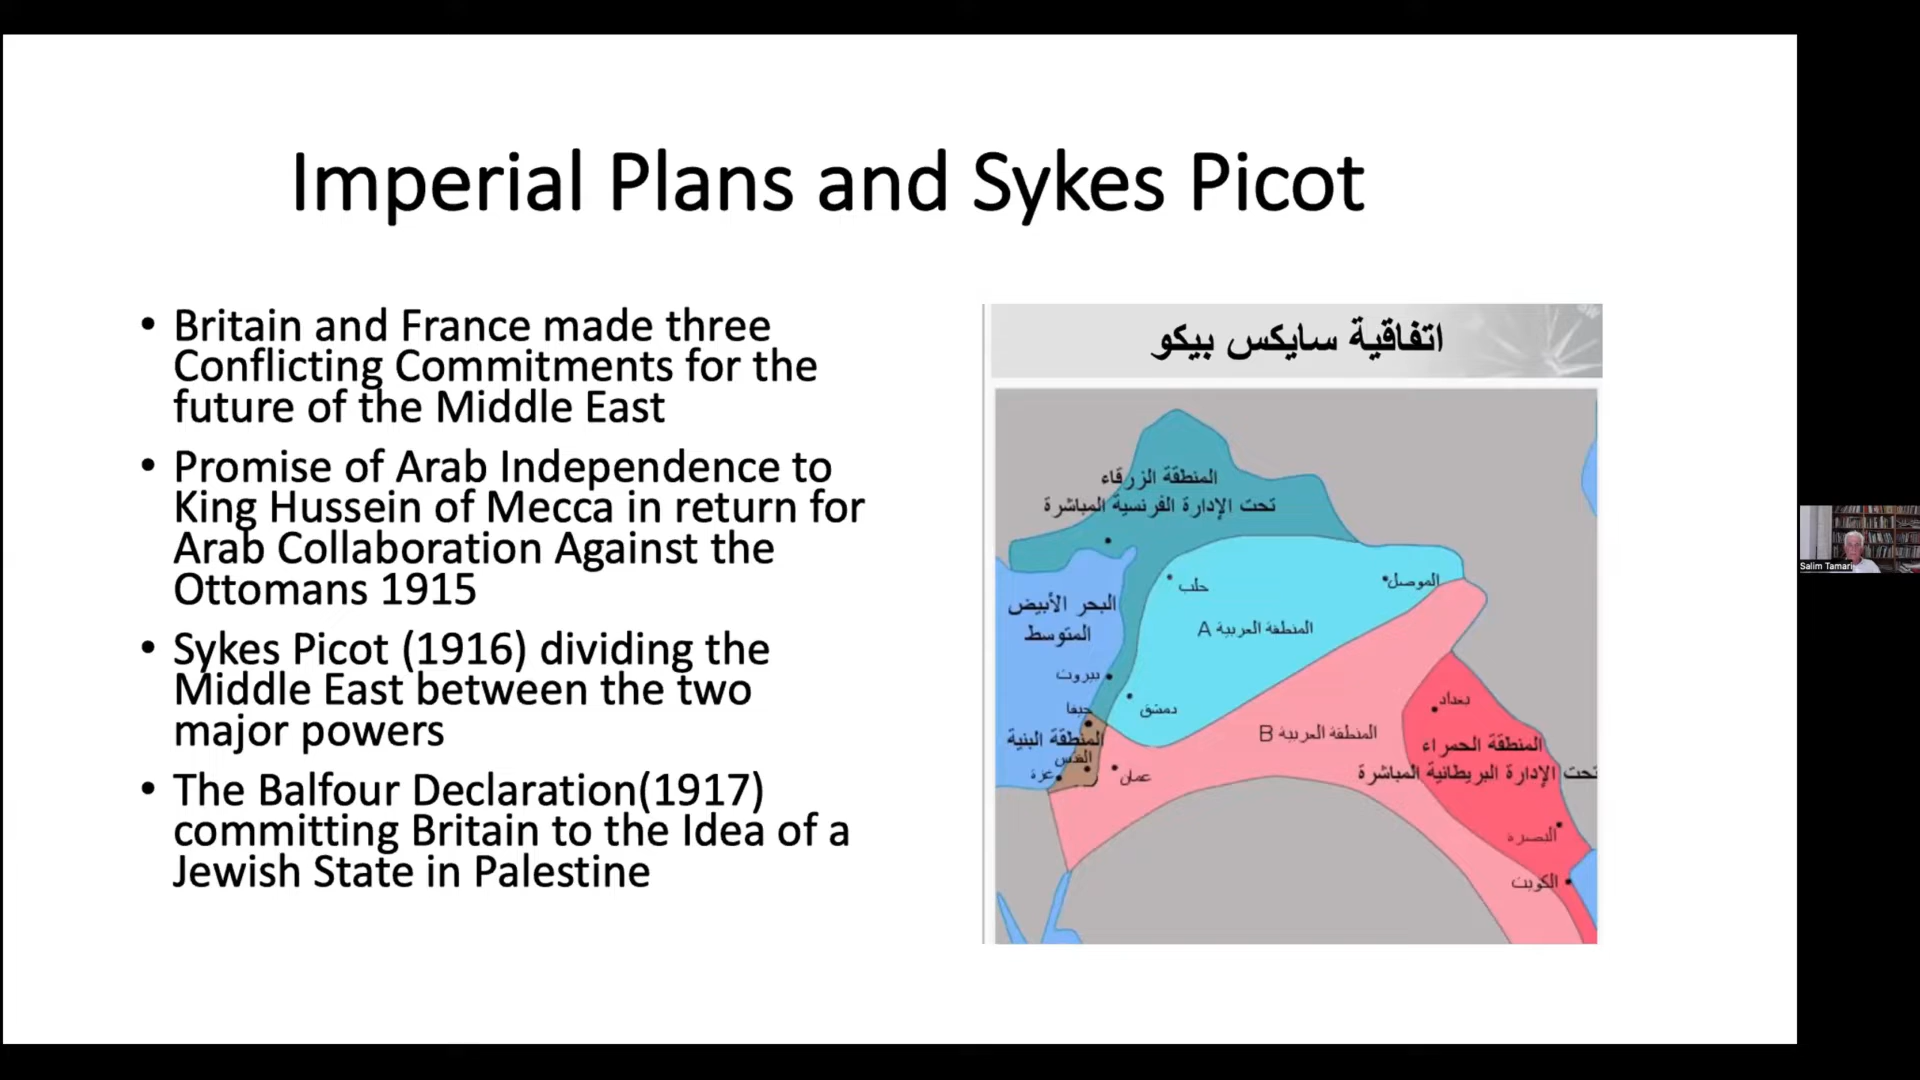 Imperial Plans and Sykes Picot
• Britain and France made three
Conflicting Commitments for the
future of the Middle East
• Promise of Arab Independence to
King Hussein of Mecca in return for
Arab Collaboration Against the
Ottomans 1915
• Sykes Picot (1916) dividing the
Middle East between the two
major powers
• The Balfour Declaration(1917)
committing Britain to the Idea of a
Jewish State in Palestine
اتفاقية سايكس بيكو
المنطقة الزرقاء
تحت الإدارة الفرنسية المباشرة
حلب
الموصل
البحر الأبيض
المتوسط
المنطقة العربية A
بيروت
دمشق
حيفا
بغداد
المنطقة العربية B
المنطقة البنية
المنطقة الحمراء
تحت الإدارة البريطانية المباشرة
القدس
غزة
عمان
البصرة
الكويت
Salim Tamari